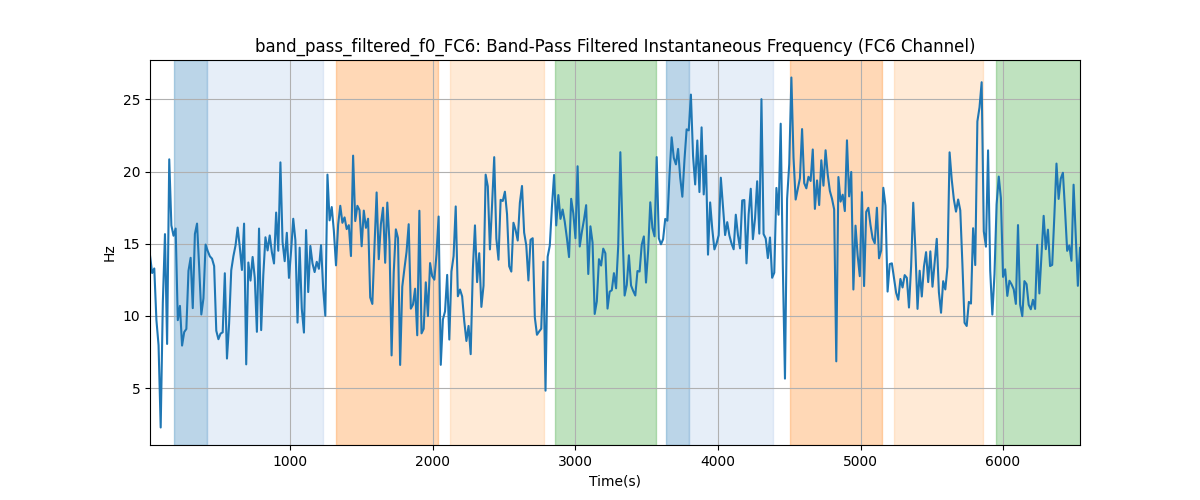 band_pass_filtered_f0_FC6: Band-Pass Filtered Instantaneous Frequency (FC6 Channel)
25
20
15
10
5
Hz
1000 2000 3000 4000 5000 6000
Time(s)